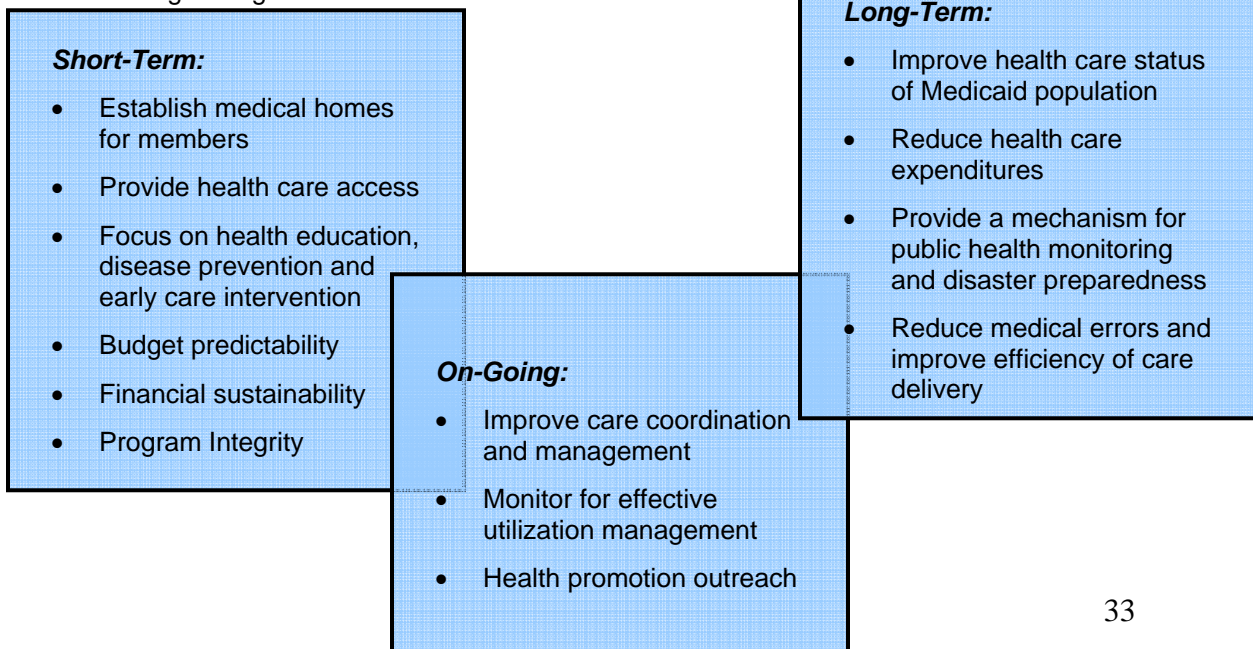 Short-Term:
• Establish medical homes
for members
• Provide health care access
• Focus on health education,
disease prevention and
early care intervention
• Budget predictability
• Financial sustainability
• Program Integrity
On-Going:
• Improve care coordination
and management
• Monitor for effective
utilization management
• Health promotion outreach
Long-Term:
• Improve health care status
of Medicaid population
• Reduce health care
expenditures
• Provide a mechanism for
public health monitoring
and disaster preparedness
• Reduce medical errors and
improve efficiency of care
delivery
33